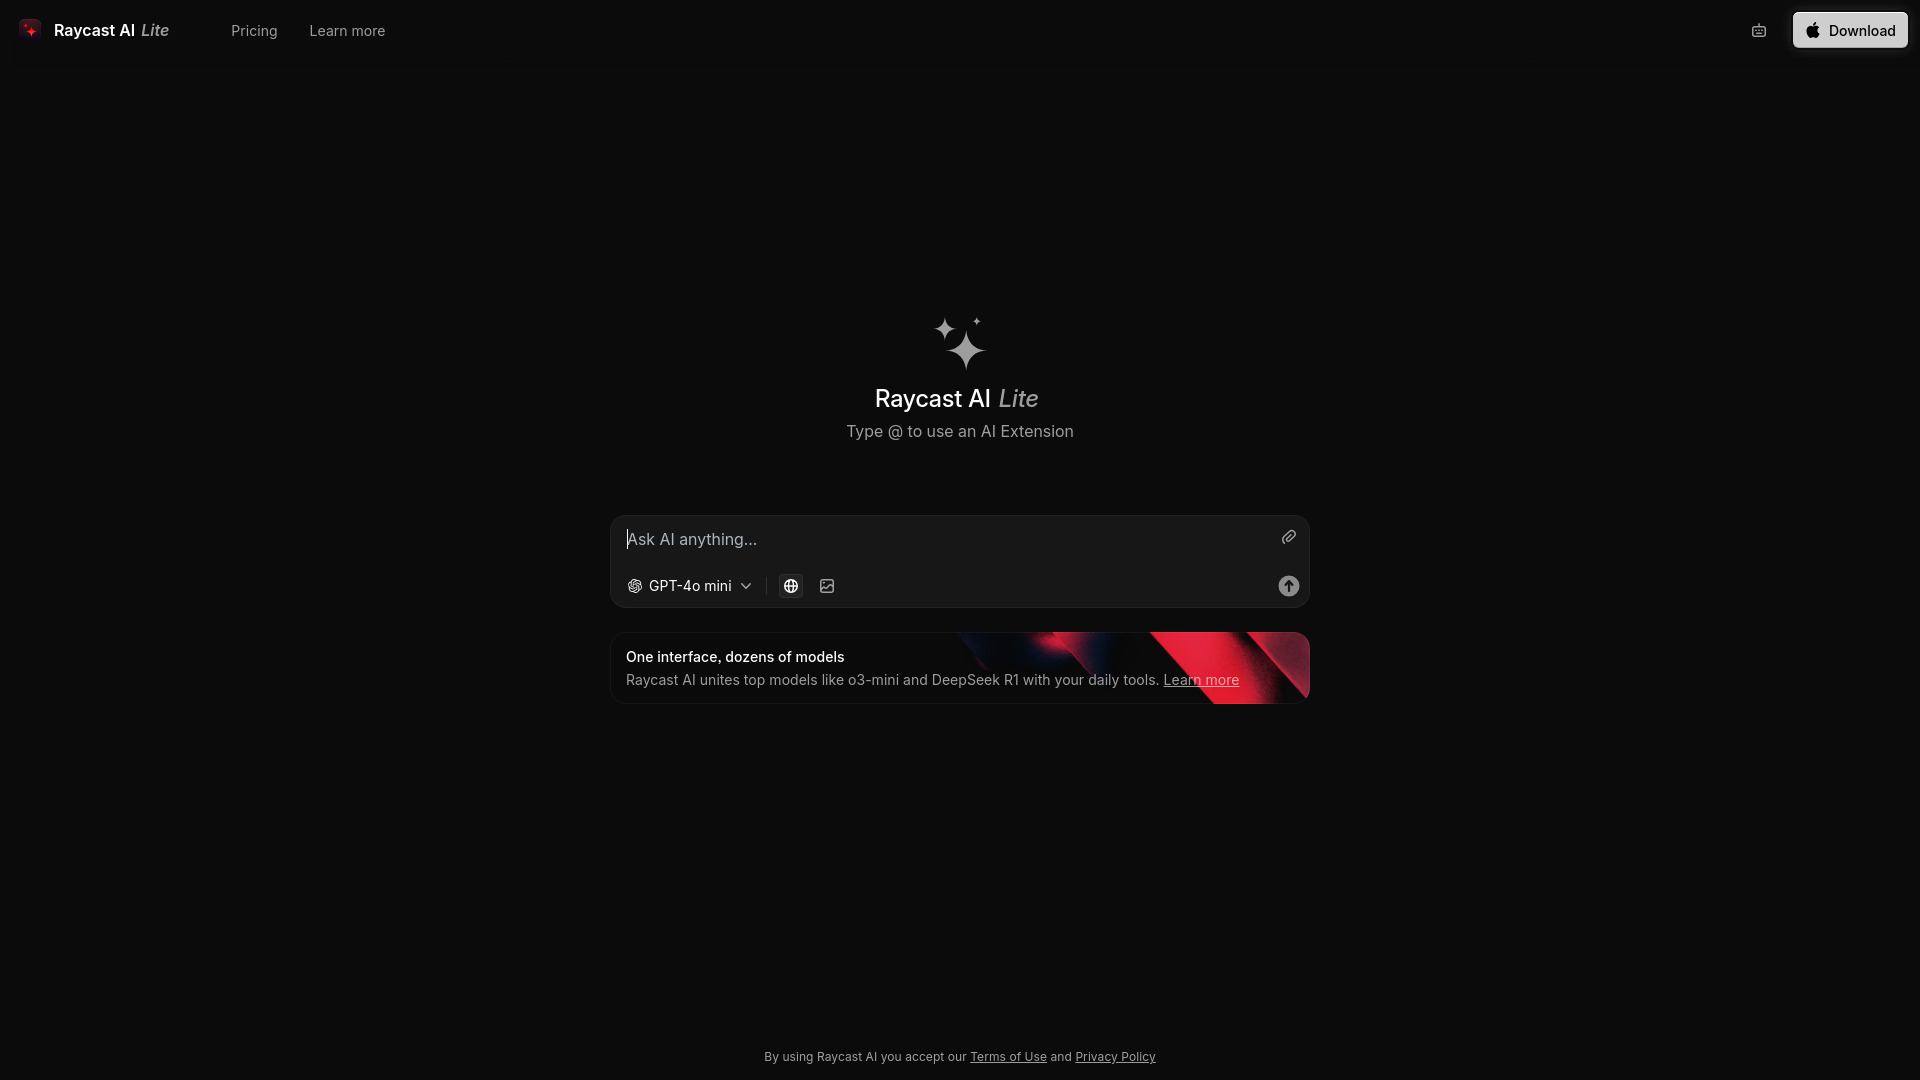 Raycast AI Lite
Pricing
Learn more
Download
Raycast AI Lite
Type @ to use an AI Extension
Ask AI anything...
GPT-4o mini
One interface, dozens of models
Raycast AI unites top models like o3-mini and DeepSeek R1 with your daily tools. Learn more
By using Raycast AI you accept our Terms of Use and Privacy Policy